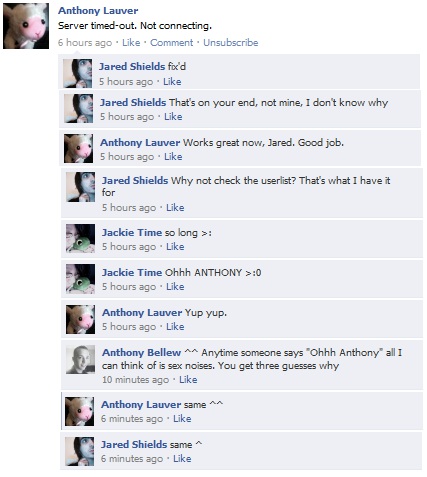 Anthony Lauver
Server timed-out. Not connecting.
6 hours ago · Like · Comment · Unsubscribe
Jared Shields fix'd
5 hours ago · Like
Jared Shields That's on your end, not mine, I don't know why
5 hours ago · Like
Anthony Lauver Works great now, Jared. Good job.
5 hours ago · Like
Jared Shields Why not check the userlist? That's what I have it
for
5 hours ago · Like
Jackie Time so long >:
5 hours ago · Like
Jackie Time Ohhh ANTHONY >:0
5 hours ago · Like
Anthony Lauver Yup yup.
5 hours ago · Like
Anthony Bellew ^^ Anytime someone says "Ohhh Anthony" all I
can think of is sex noises. You get three guesses why
10 minutes ago · Like
Anthony Lauver same ^^
6 minutes ago · Like
Jared Shields same ^
6 minutes ago · Like